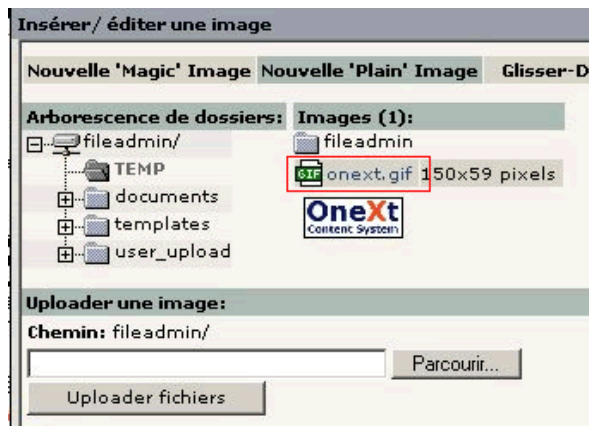 Insérer/ éditer une image
Nouvelle 'Magic' Image Nouvelle 'Plain' Image Glisser-D
Arborescence de dossiers: Images (1):
fileadmin/ fileadmin
TEMP GIF onext.gif 150x59 pixels
documents OneXt
templates Content System
user_upload
Uploader une image:
Chemin: fileadmin/
Parcourir...
Uploader fichiers